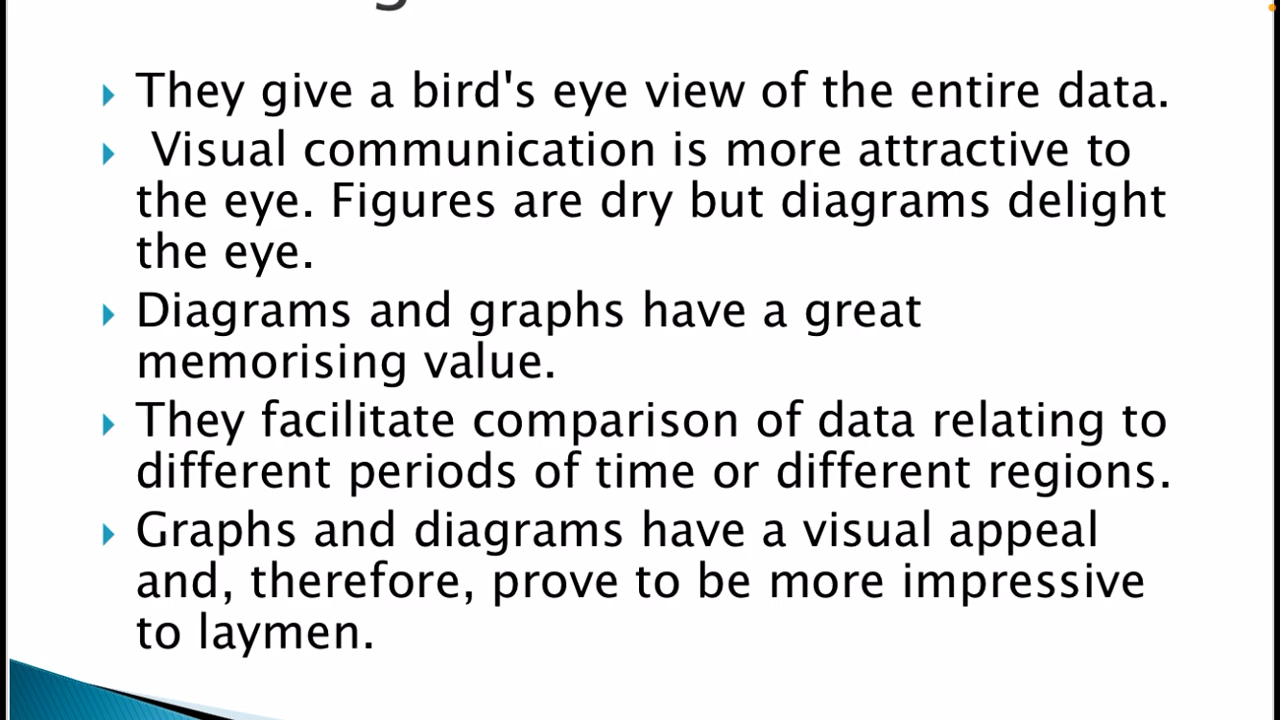 They give a bird's eye view of the entire data.
Visual communication is more attractive to
the eye. Figures are dry but diagrams delight
the eye.
Diagrams and graphs have a great
memorising value.
They facilitate comparison of data relating to
different periods of time or different regions.
Graphs and diagrams have a visual appeal
and, therefore, prove to be more impressive
to laymen.